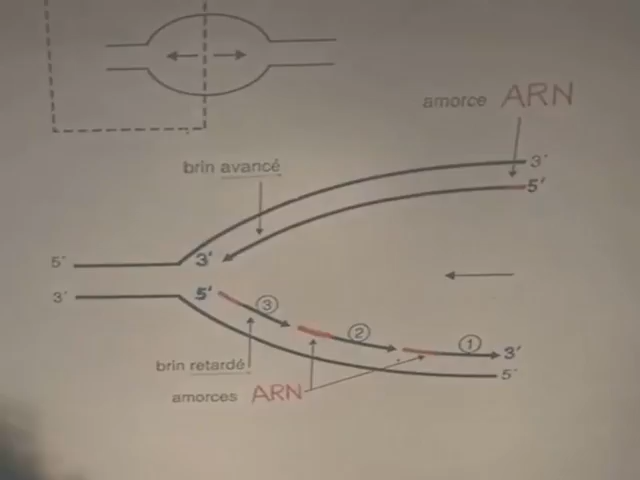 amorce ARN
brin avancé
3'
5'
5'
3'
3'
5'
③
②
①
3'
5'
brin retardé
amorces ARN